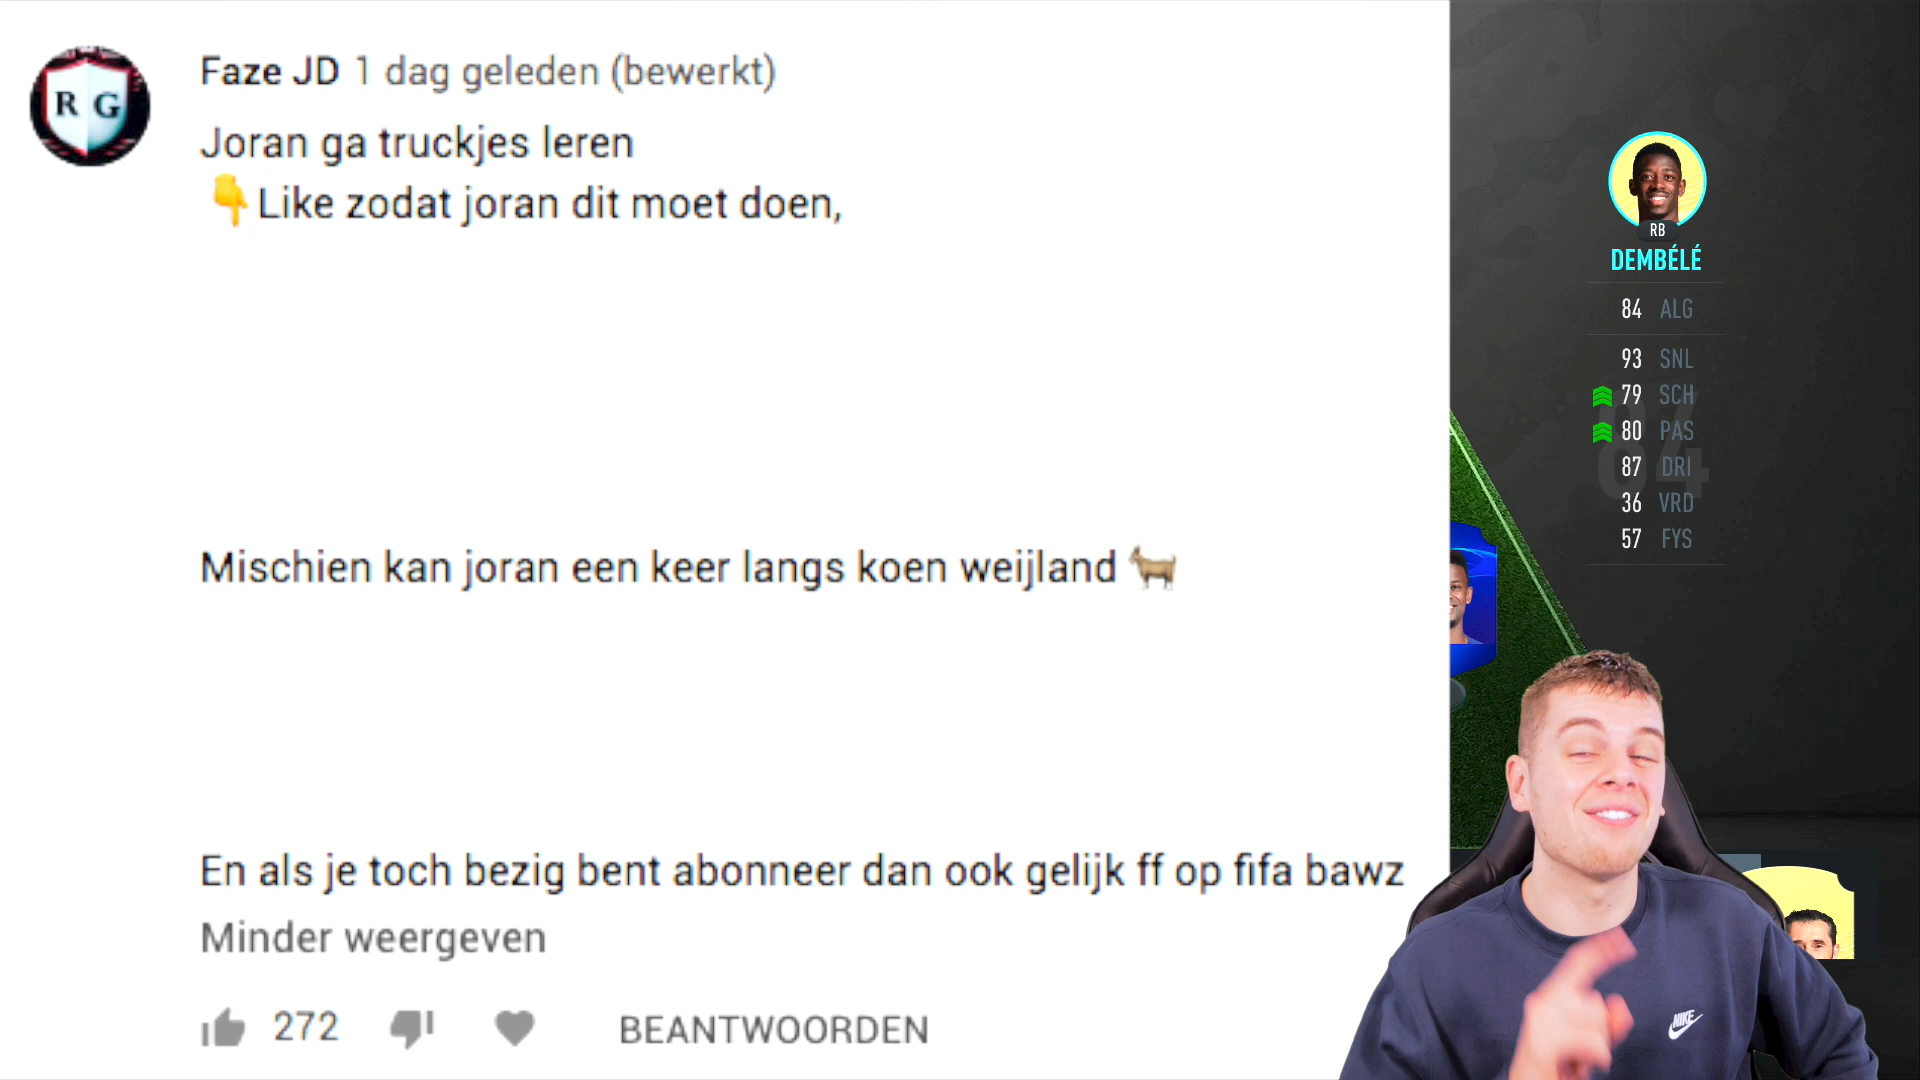 R G
Faze JD 1 dag geleden (bewerkt)
Joran ga truckjes leren
👇Like zodat joran dit moet doen,
Mischien kan joran een keer langs koen weijland 🐐
En als je toch bezig bent abonneer dan ook gelijk ff op fifa bawz
Minder weergeven
272
BEANTWOORDEN
RB
DEMBÉLÉ
84 ALG
93 SNL
79 SCH
80 PAS
87 DRI
36 VRD
57 FYS
84
NIKE